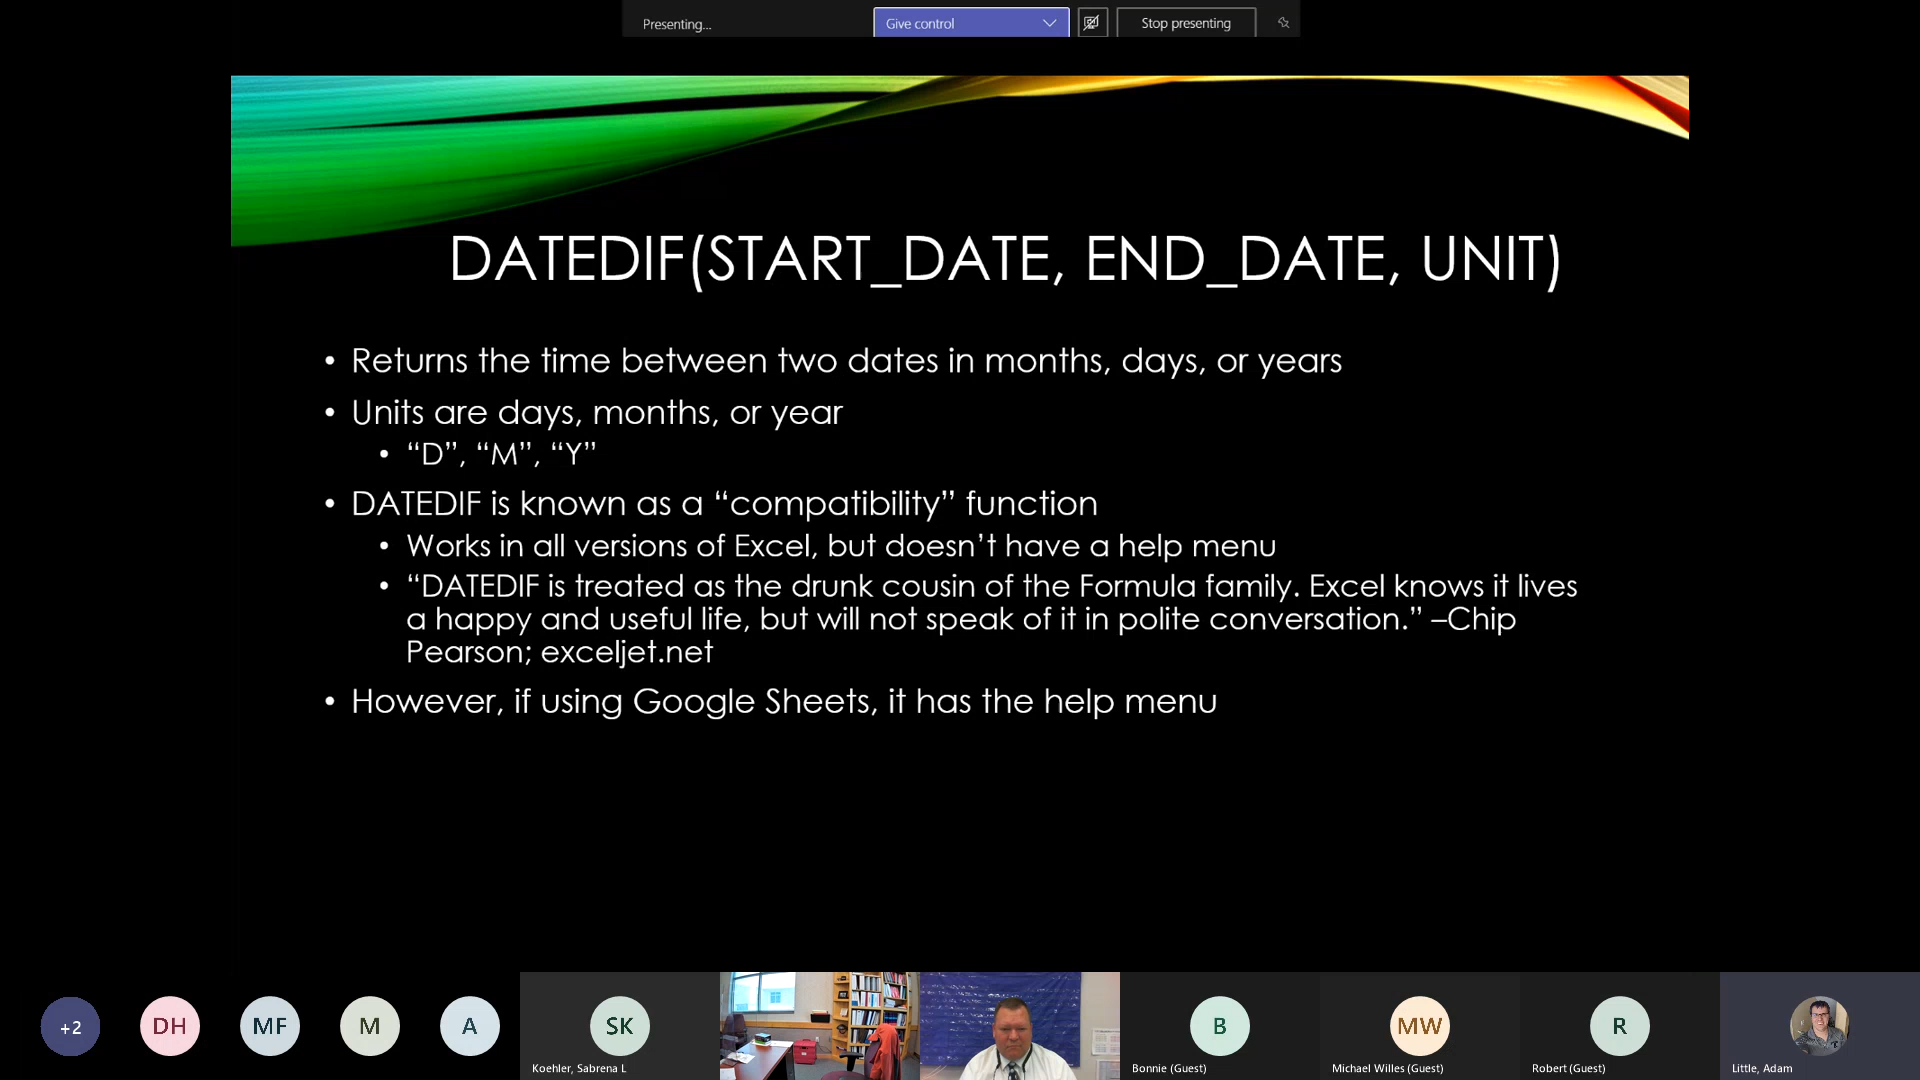 Presenting...
Give control
Stop presenting
DATEDIF(START_DATE, END_DATE, UNIT)
• Returns the time between two dates in months, days, or years
• Units are days, months, or year
• “D”, “M”, “Y”
• DATEDIF is known as a “compatibility” function
• Works in all versions of Excel, but doesn’t have a help menu
• “DATEDIF is treated as the drunk cousin of the Formula family. Excel knows it lives
a happy and useful life, but will not speak of it in polite conversation.” –Chip
Pearson; exceljet.net
• However, if using Google Sheets, it has the help menu
+2
DH
MF
M
A
SK
B
MW
R
Koehler, Sabrena L
Bonnie (Guest)
Michael Willes (Guest)
Robert (Guest)
Little, Adam